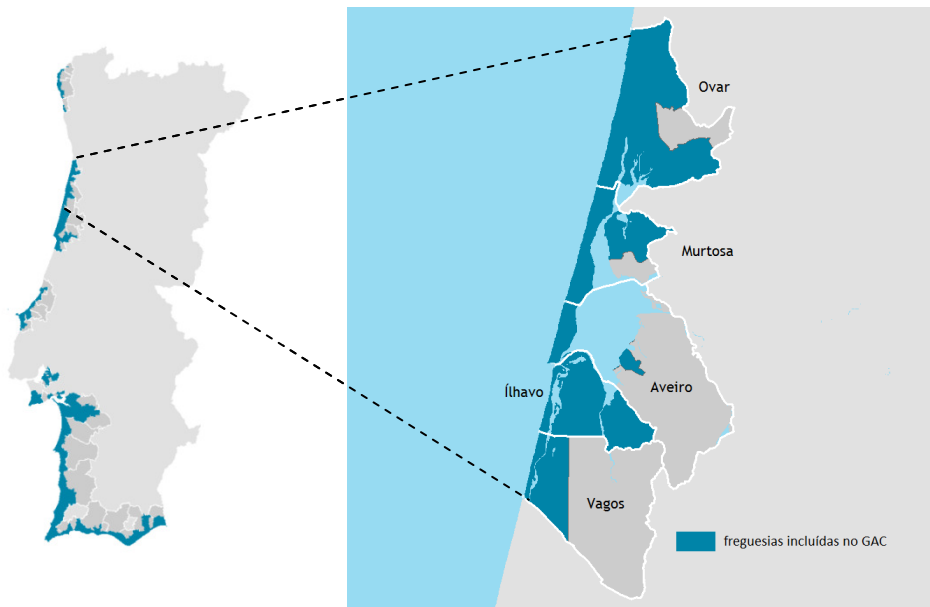 Ovar
Murtosa
Ílhavo
Aveiro
Vagos
freguesias incluídas no GAC